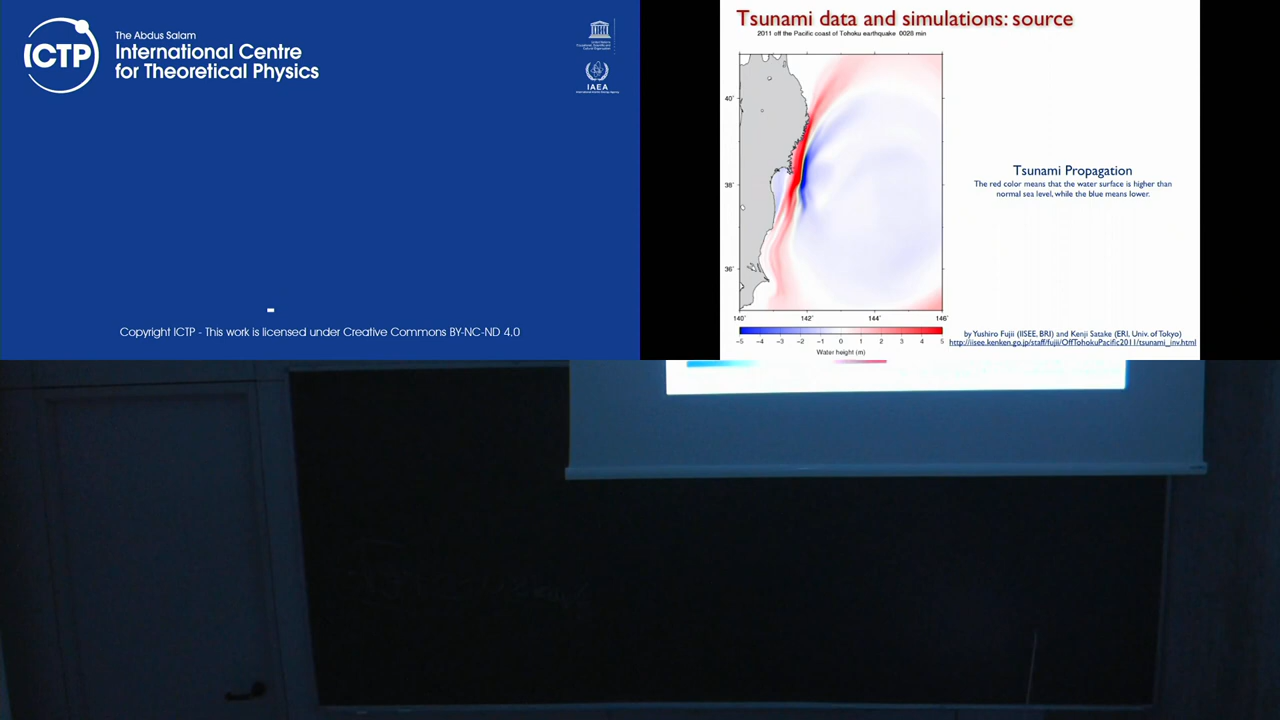 The Abdus Salam
ICTP
International Centre
for Theoretical Physics
IAEA
Copyright ICTP - This work is licensed under Creative Commons BY-NC-ND 4.0
Tsunami data and simulations: source
2011 off the Pacific coast of Tohoku earthquake 0028 min
40˚
38˚
36˚
140˚ 142˚ 144˚ 146˚
-5 -4 -3 -2 -1 0 1 2 3 4 5
Water height (m)
Tsunami Propagation
The red color means that the water surface is higher than
normal sea level, while the blue means lower.
by Yushiro Fujii (IISEE, BRI) and Kenji Satake (ERI, Univ. of Tokyo)
http://iisee.kenken.go.jp/staff/fujii/OffTohokuPacific2011/tsunami_inv.html